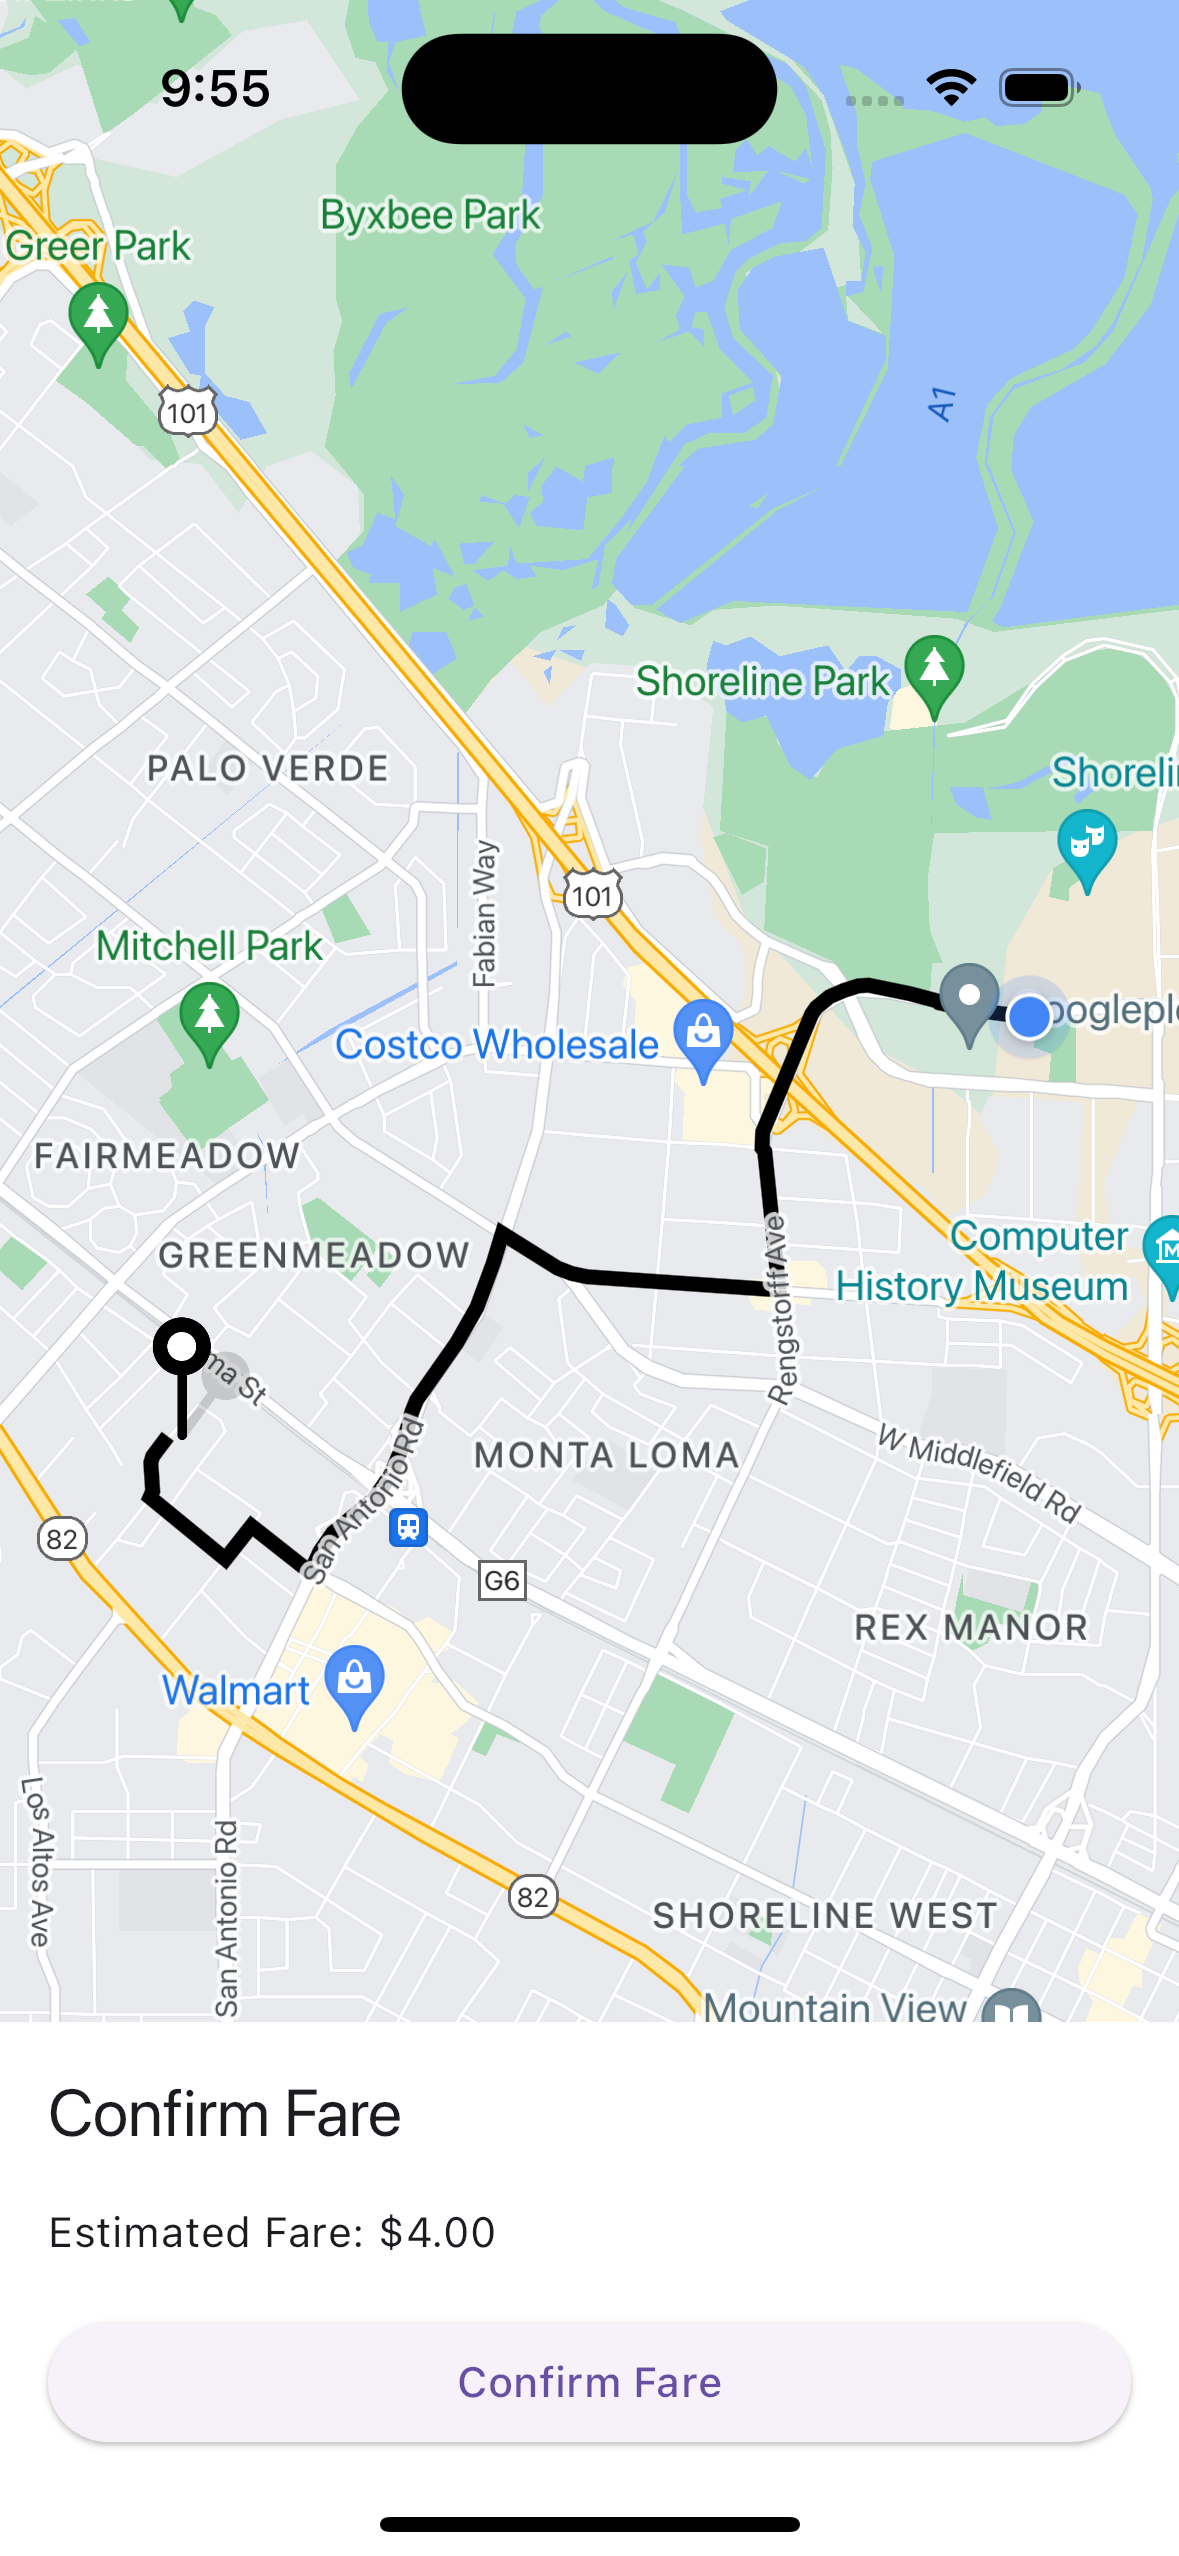 9:55
Byxbee Park
Greer Park
101
A1
Shoreline Park
PALO VERDE
Shorelin
Fabian Way
101
Mitchell Park
Costco Wholesale
oogleple
FAIRMEADOW
Computer
History Museum
GREENMEADOW
Rengstorff Ave
ma St
San Antonio Rd
MONTA LOMA
W Middlefield Rd
82
G6
REX MANOR
Walmart
Los Altos Ave
San Antonio Rd
82
SHORELINE WEST
Mountain View
Confirm Fare
Estimated Fare: $4.00
Confirm Fare